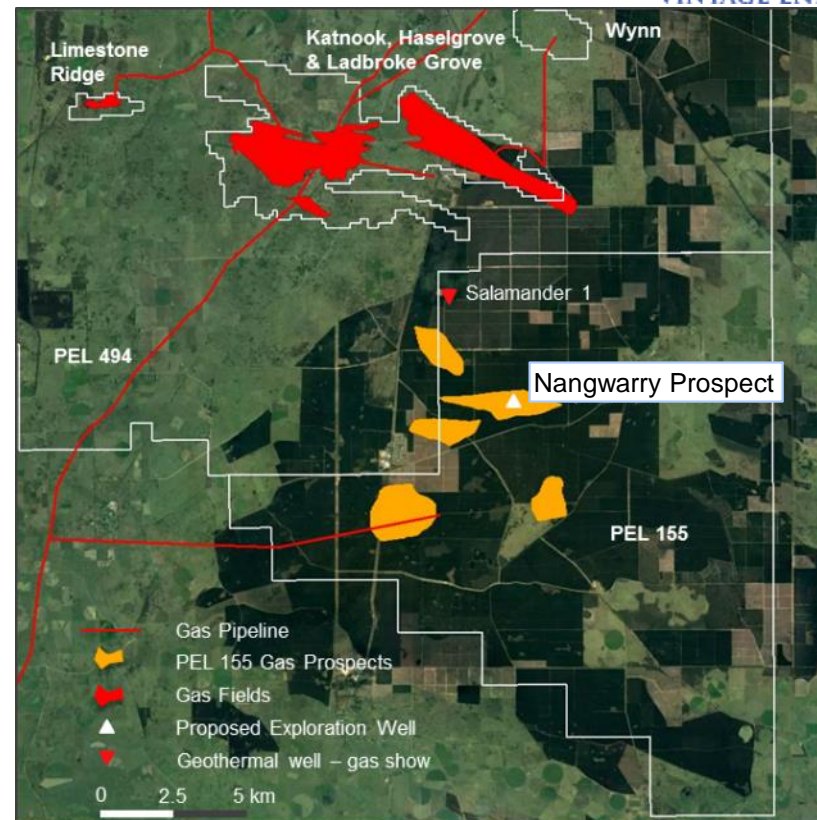 Limestone
Ridge
Katnook, Haselgrove
& Ladbroke Grove
Wynn
Salamander 1
PEL 494
Nangwarry Prospect
PEL 155
Gas Pipeline
PEL 155 Gas Prospects
Gas Fields
Proposed Exploration Well
Geothermal well – gas show
0 2.5 5 km